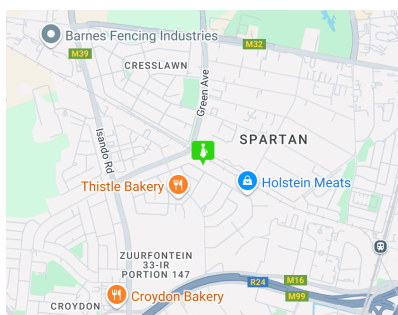 Barnes Fencing Industries
M39
M32
CRESSLAWN
Green Ave
Isando Rd
SPARTAN
Thistle Bakery
Holstein Meats
ZUURFONTEIN
33-IR
PORTION 147
R24
M16
M99
Croydon Bakery
CROYDON